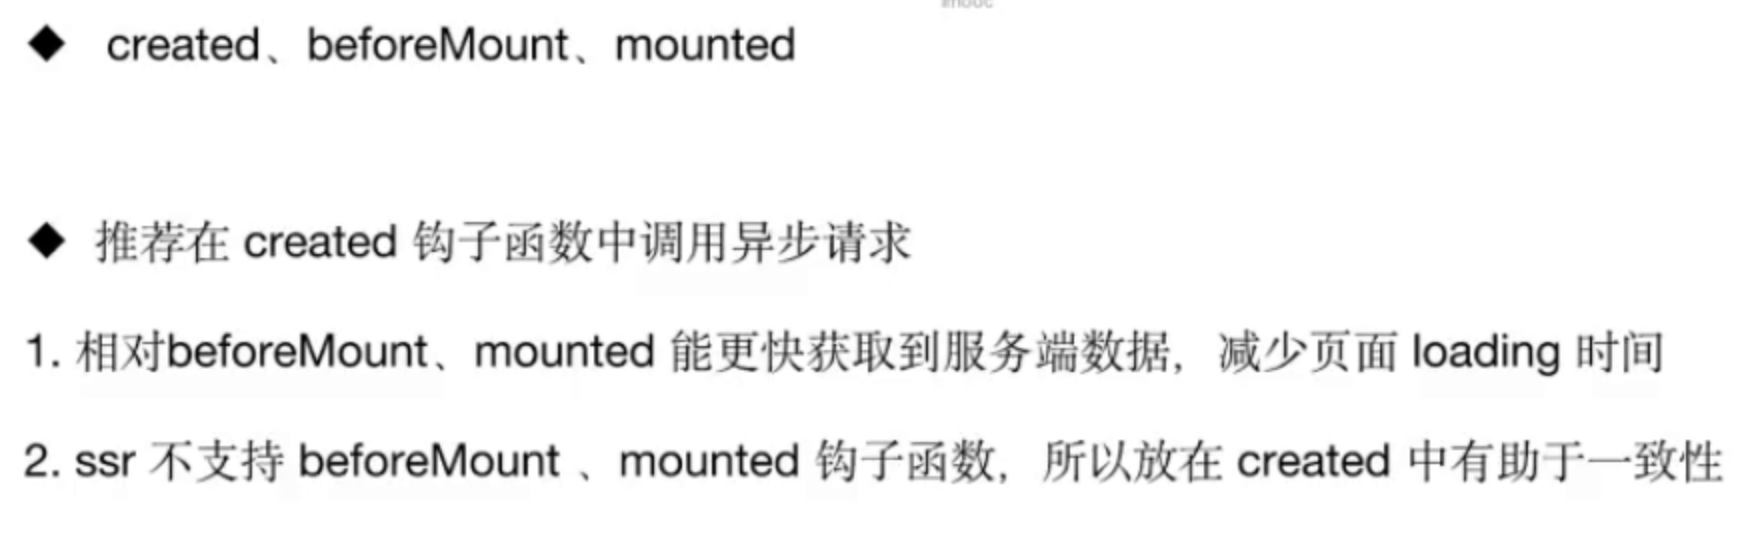 ◆ created、beforeMount、mounted
◆ 推荐在 created 钩子函数中调用异步请求
1. 相对beforeMount、mounted 能更快获取到服务端数据，减少页面 loading 时间
2. ssr 不支持 beforeMount 、mounted 钩子函数，所以放在 created 中有助于一致性